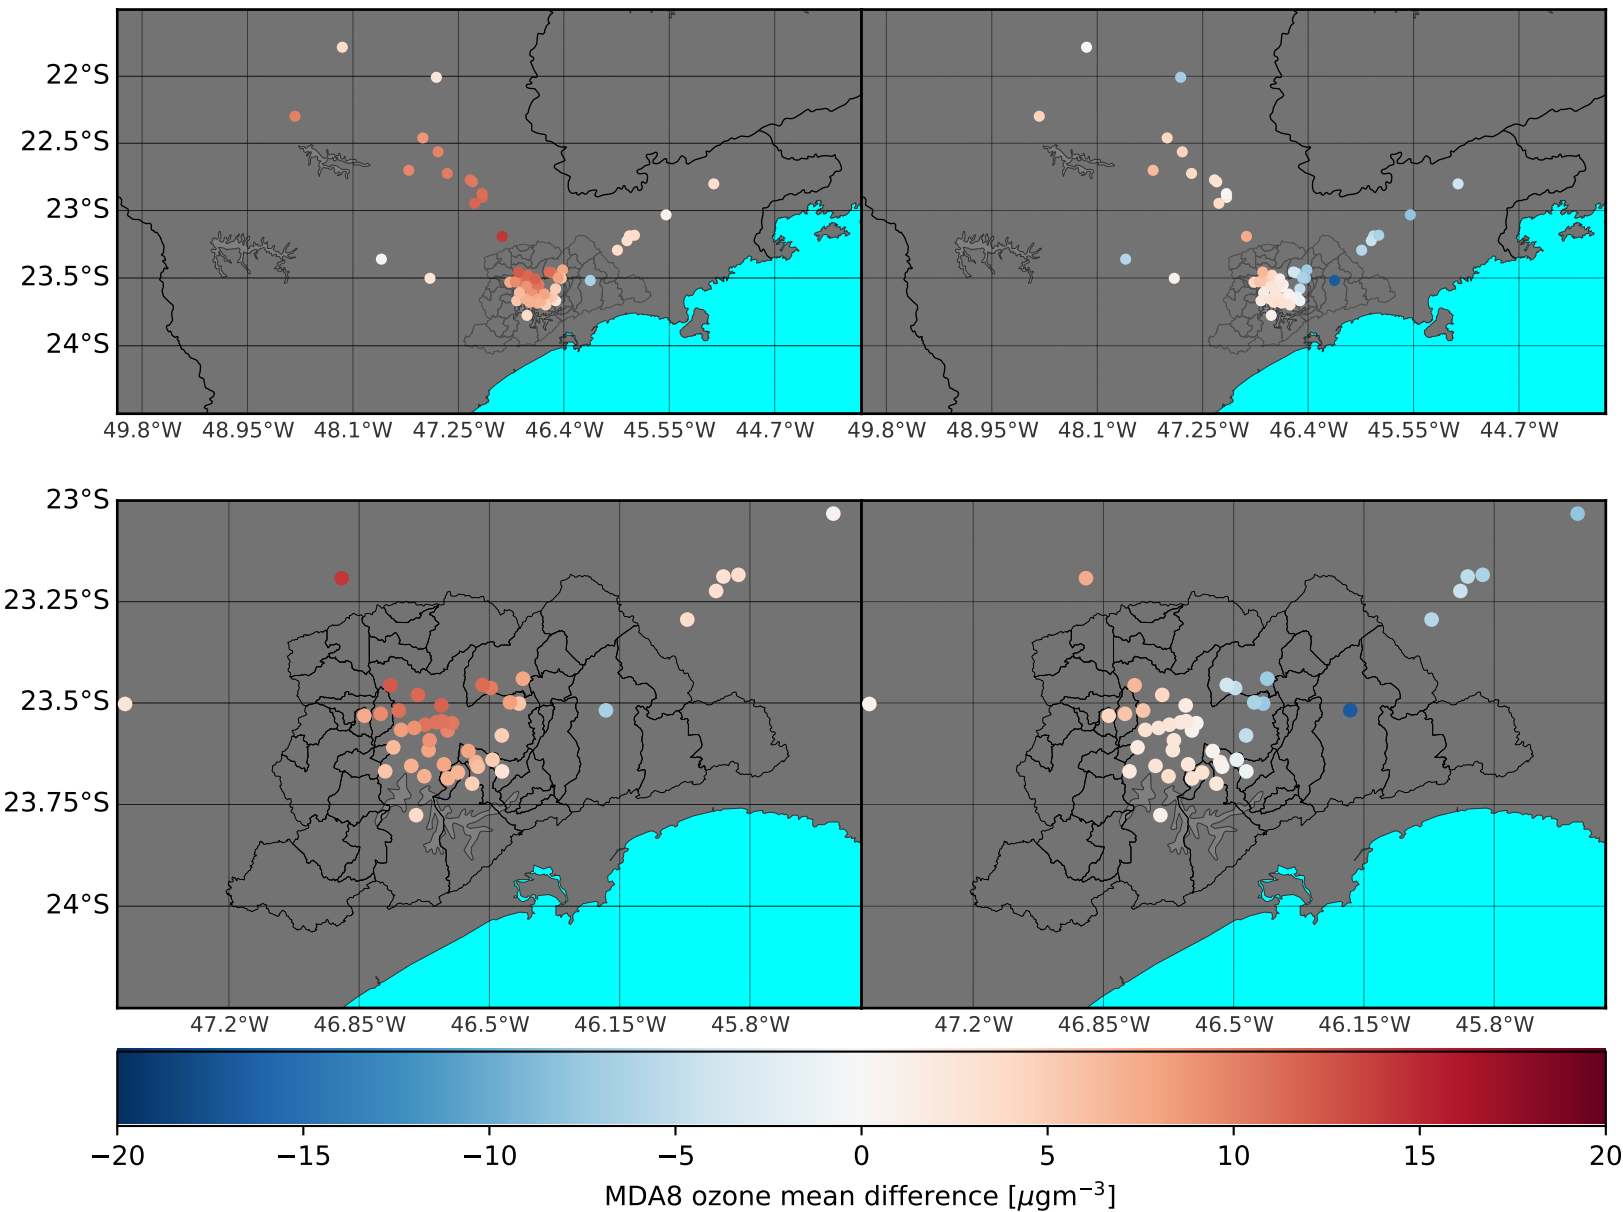 22°S
22.5°S
23°S
23.5°S
24°S
49.8°W 48.95°W 48.1°W 47.25°W 46.4°W 45.55°W 44.7°W 49.8°W 48.95°W 48.1°W 47.25°W 46.4°W 45.55°W 44.7°W
23°S
23.25°S
23.5°S
23.75°S
24°S
47.2°W 46.85°W 46.5°W 46.15°W 45.8°W 47.2°W 46.85°W 46.5°W 46.15°W 45.8°W
−20 −15 −10 −5 0 5 10 15 20
MDA8 ozone mean difference [μgm⁻³]